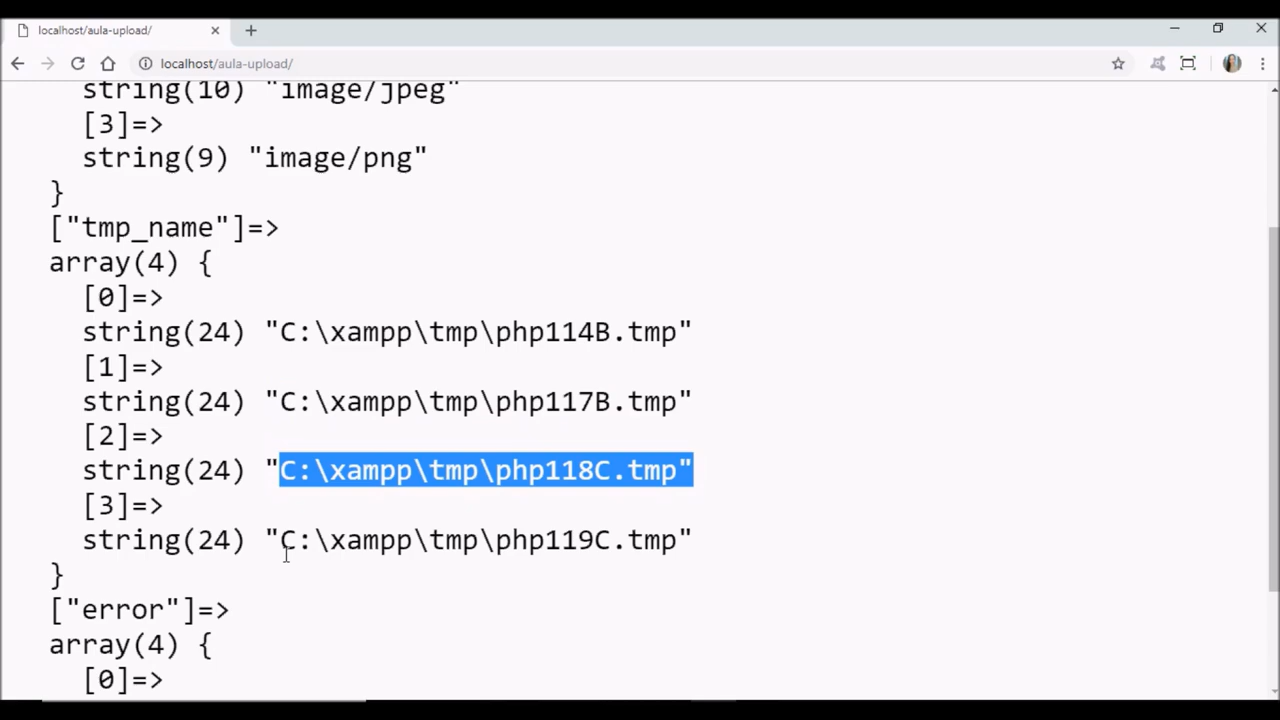 localhost/aula-upload/
localhost/aula-upload/
string(10) "image/jpeg"
[3]=>
string(9) "image/png"
}
["tmp_name"]=>
array(4) {
[0]=>
string(24) "C:\xampp\tmp\php114B.tmp"
[1]=>
string(24) "C:\xampp\tmp\php117B.tmp"
[2]=>
string(24) "C:\xampp\tmp\php118C.tmp"
[3]=>
string(24) "C:\xampp\tmp\php119C.tmp"
}
["error"]=>
array(4) {
[0]=>